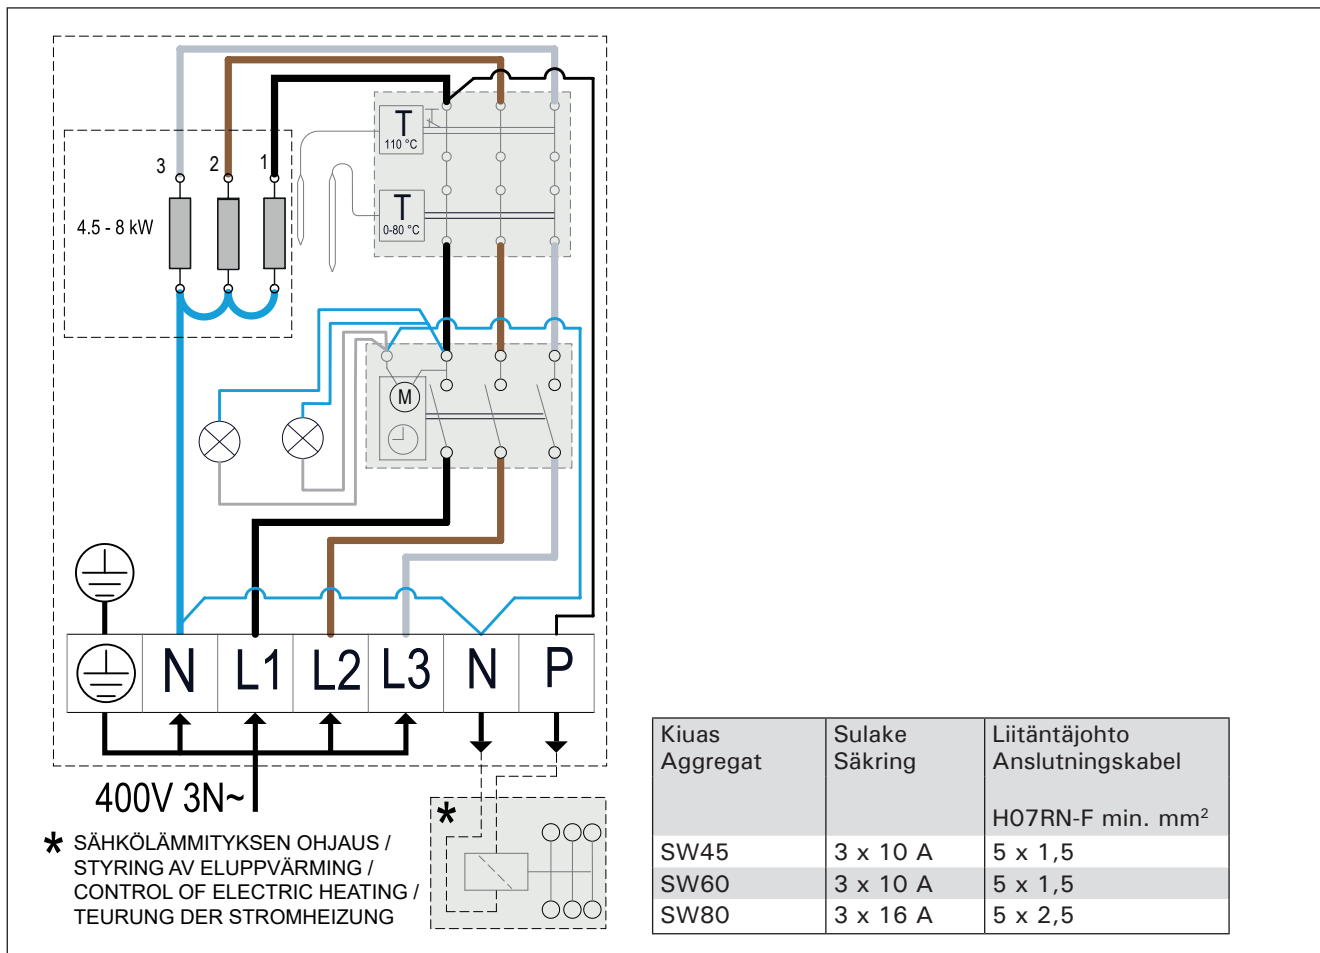 3
2
1
4.5 - 8 kW
T
110 °C
T
0-80 °C
M
N
L1
L2
L3
N
P
400V 3N~
*
* SÄHKÖLÄMMITYKSEN OHJAUS /
STYRING AV ELUPPVÄRMING /
CONTROL OF ELECTRIC HEATING /
TEURUNG DER STROMHEIZUNG
Kiuas Sulake Liitäntäjohto
Aggregat Säkring Anslutningskabel
H07RN-F min. mm²
SW45 3 x 10 A 5 x 1,5
SW60 3 x 10 A 5 x 1,5
SW80 3 x 16 A 5 x 2,5